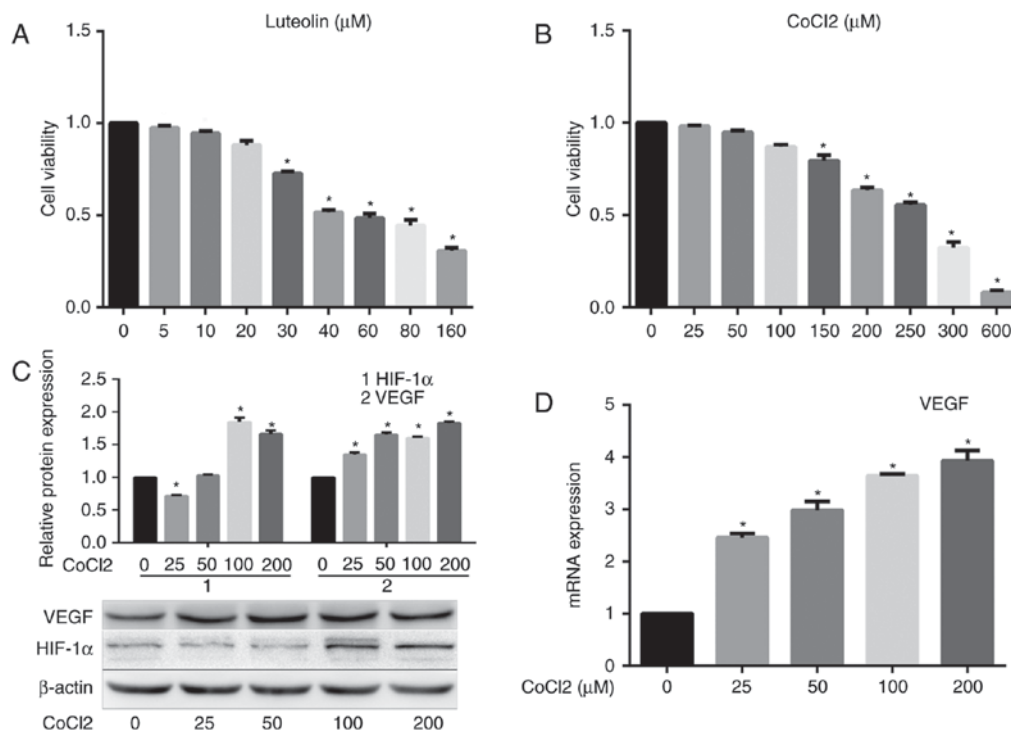 A
Luteolin (μM)
Cell viability
1.5
1.0
0.5
0.0
0 5 10 20 30 40 60 80 160
* * * * *
B
CoCl2 (μM)
Cell viability
1.5
1.0
0.5
0.0
0 25 50 100 150 200 250 300 600
* * * * *
C
Relative protein expression
2.5
2.0
1.5
1.0
0.5
0.0
1 HIF-1α
2 VEGF
* * * * * * *
CoCl2 0 25 50 100 200 0 25 50 100 200
1 2
VEGF
HIF-1α
β-actin
CoCl2 0 25 50 100 200
D
VEGF
mRNA expression
5
4
3
2
1
0
* * * *
CoCl2 (μM) 0 25 50 100 200